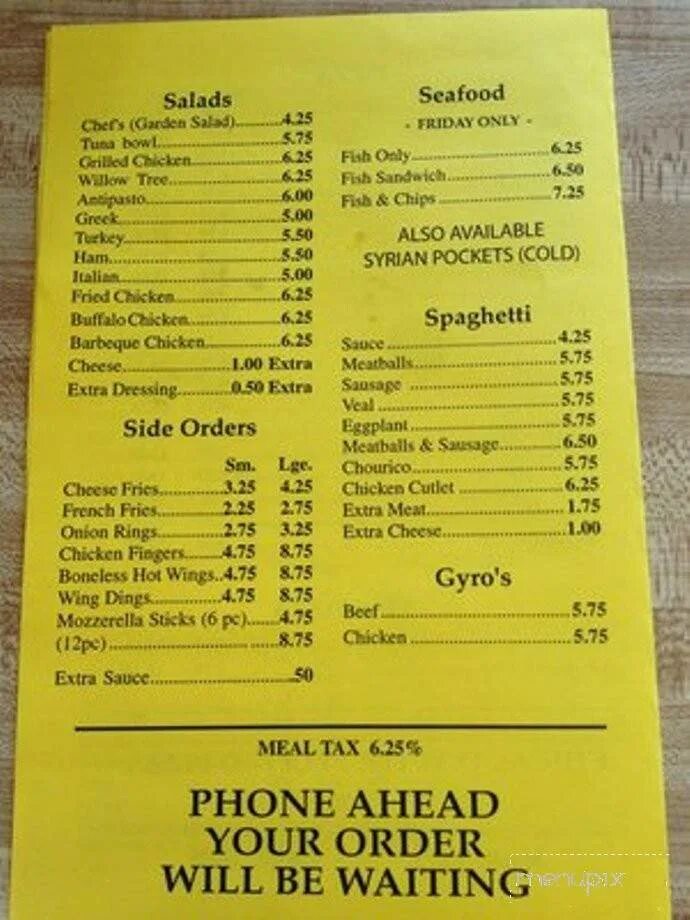 Salads
Chef's (Garden Salad)..........4.25
Tuna bowl..........5.75
Grilled Chicken..........6.25
Willow Tree..........6.25
Antipasto..........6.00
Greek..........5.00
Turkey..........5.50
Ham..........5.50
Italian..........5.00
Fried Chicken..........6.25
Buffalo Chicken..........6.25
Barbeque Chicken..........6.25
Cheese..........1.00 Extra
Extra Dressing..........0.50 Extra
Side Orders
Sm. Lge.
Cheese Fries..........3.25 4.25
French Fries..........2.25 2.75
Onion Rings..........2.75 3.25
Chicken Fingers..........4.75 8.75
Boneless Hot Wings..4.75 8.75
Wing Dings..........4.75 8.75
Mozzerella Sticks (6 pc)..........4.75
(12pc)..........8.75
Extra Sauce...........50
Seafood
- FRIDAY ONLY -
Fish Only..........6.25
Fish Sandwich..........6.50
Fish & Chips..........7.25
ALSO AVAILABLE
SYRIAN POCKETS (COLD)
Spaghetti
Sauce..........4.25
Meatballs..........5.75
Sausage..........5.75
Veal..........5.75
Eggplant..........5.75
Meatballs & Sausage..........6.50
Chourico..........5.75
Chicken Cutlet..........6.25
Extra Meat..........1.75
Extra Cheese..........1.00
Gyro's
Beef..........5.75
Chicken..........5.75
MEAL TAX 6.25%
PHONE AHEAD
YOUR ORDER
WILL BE WAITING
menupix